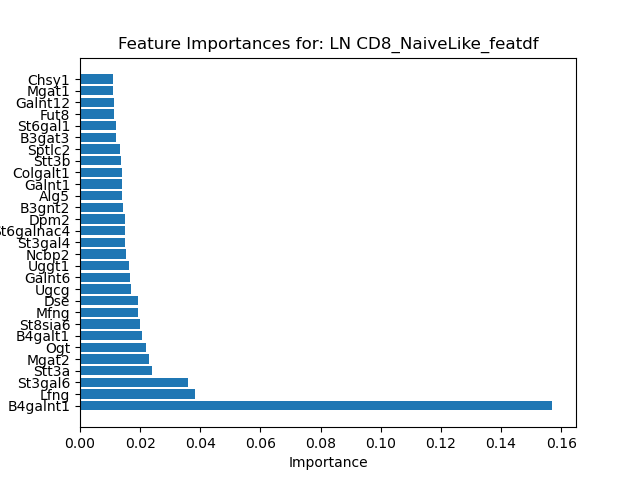 Feature Importances for: LN CD8_NaiveLike_featdf
Chsy1
Mgat1
Galnt12
Fut8
St6gal1
B3gat3
Sptlc2
Stt3b
Colgalt1
Galnt1
Alg5
B3gnt2
Dpm2
St6galnac4
St3gal4
Ncbp2
Uggt1
Galnt6
Ugcg
Dse
Mfng
St8sia6
B4galt1
Ogt
Mgat2
Stt3a
St3gal6
Lfng
B4galnt1
0.00 0.02 0.04 0.06 0.08 0.10 0.12 0.14 0.16
Importance